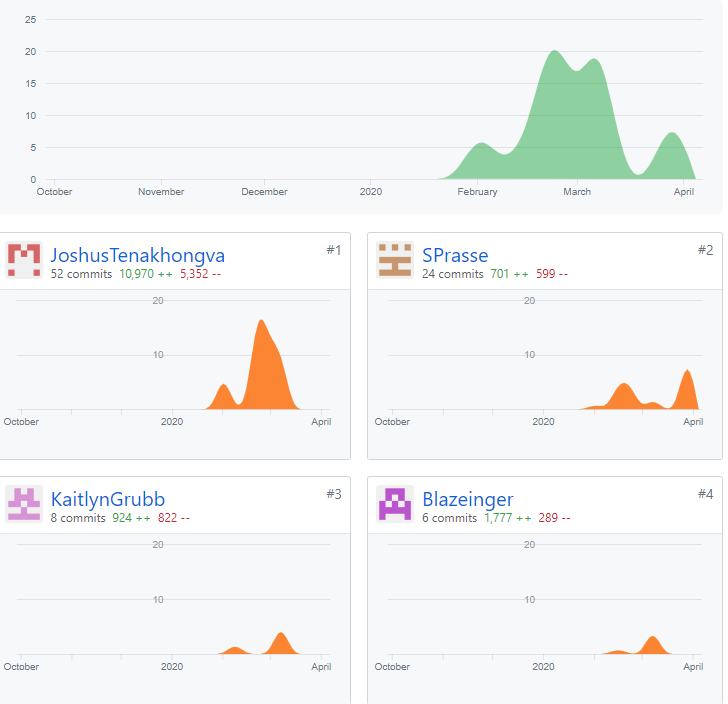 25
20
15
10
5
0
October November December 2020 February March April
JoshusTenakhongva #1
52 commits 10,970 ++ 5,352 --
20
10
October 2020 April
SPrasse #2
24 commits 701 ++ 599 --
20
10
October 2020 April
KaitlynGrubb #3
8 commits 924 ++ 822 --
20
10
October 2020 April
Blazeinger #4
6 commits 1,777 ++ 289 --
20
10
October 2020 April